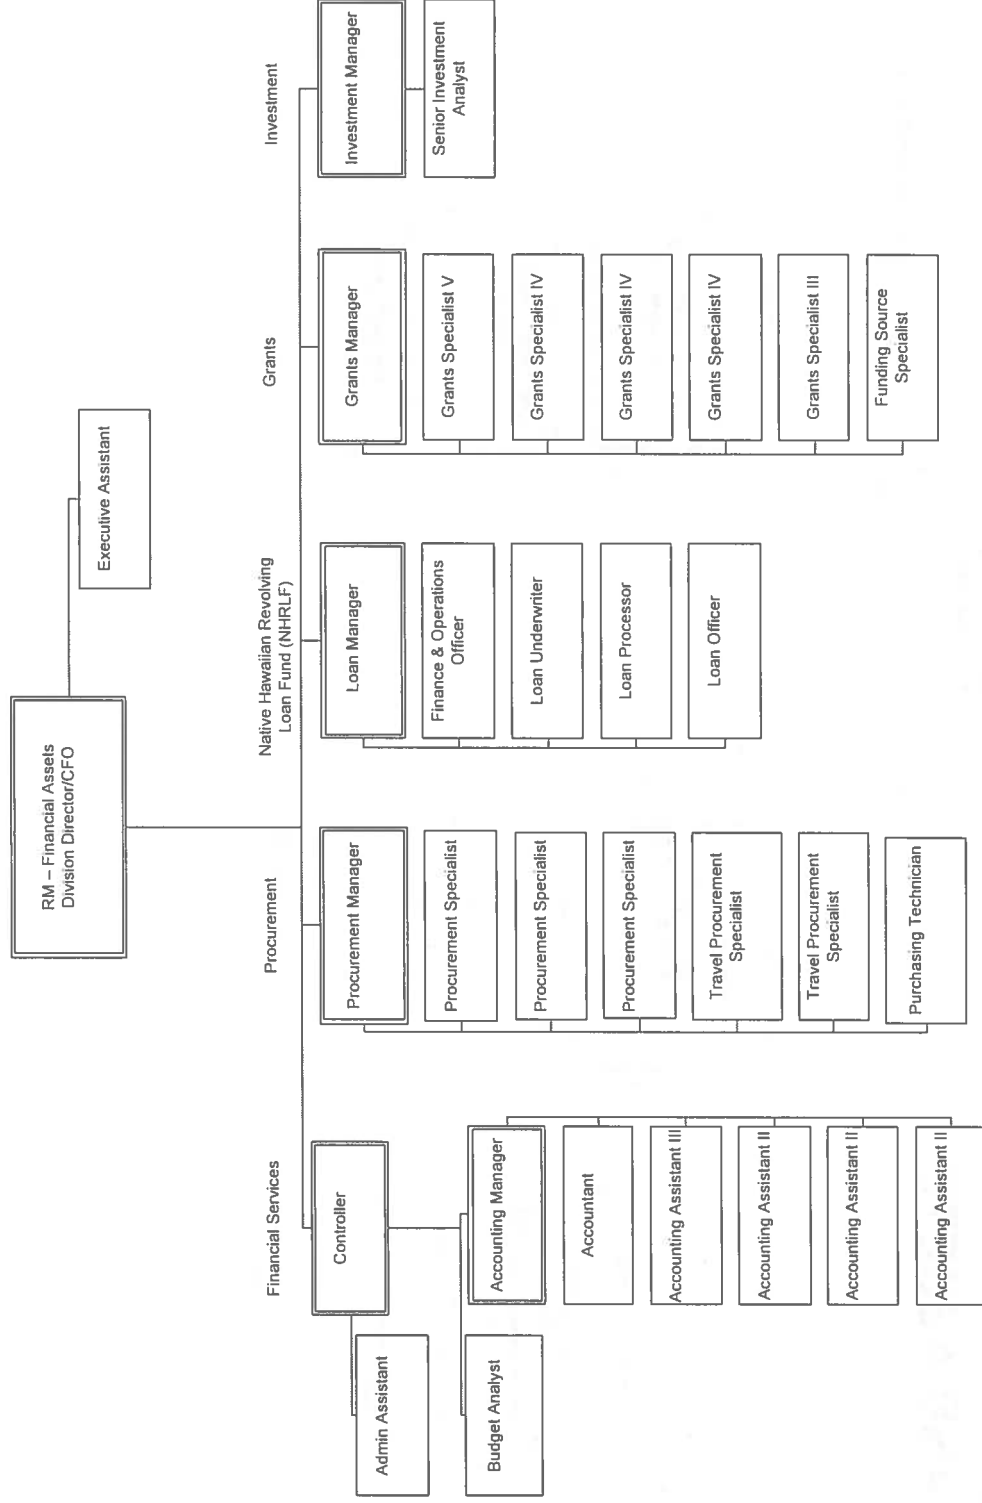 RM – Financial Assets
Division Director/CFO
Executive Assistant
Financial Services
Controller
Admin Assistant
Budget Analyst
Accounting Manager
Accountant
Accounting Assistant III
Accounting Assistant II
Accounting Assistant II
Accounting Assistant II
Procurement
Procurement Manager
Procurement Specialist
Procurement Specialist
Procurement Specialist
Travel Procurement
Specialist
Travel Procurement
Specialist
Purchasing Technician
Native Hawaiian Revolving
Loan Fund (NHRLF)
Loan Manager
Finance & Operations
Officer
Loan Underwriter
Loan Processor
Loan Officer
Grants
Grants Manager
Grants Specialist V
Grants Specialist IV
Grants Specialist IV
Grants Specialist IV
Grants Specialist III
Funding Source
Specialist
Investment
Investment Manager
Senior Investment
Analyst